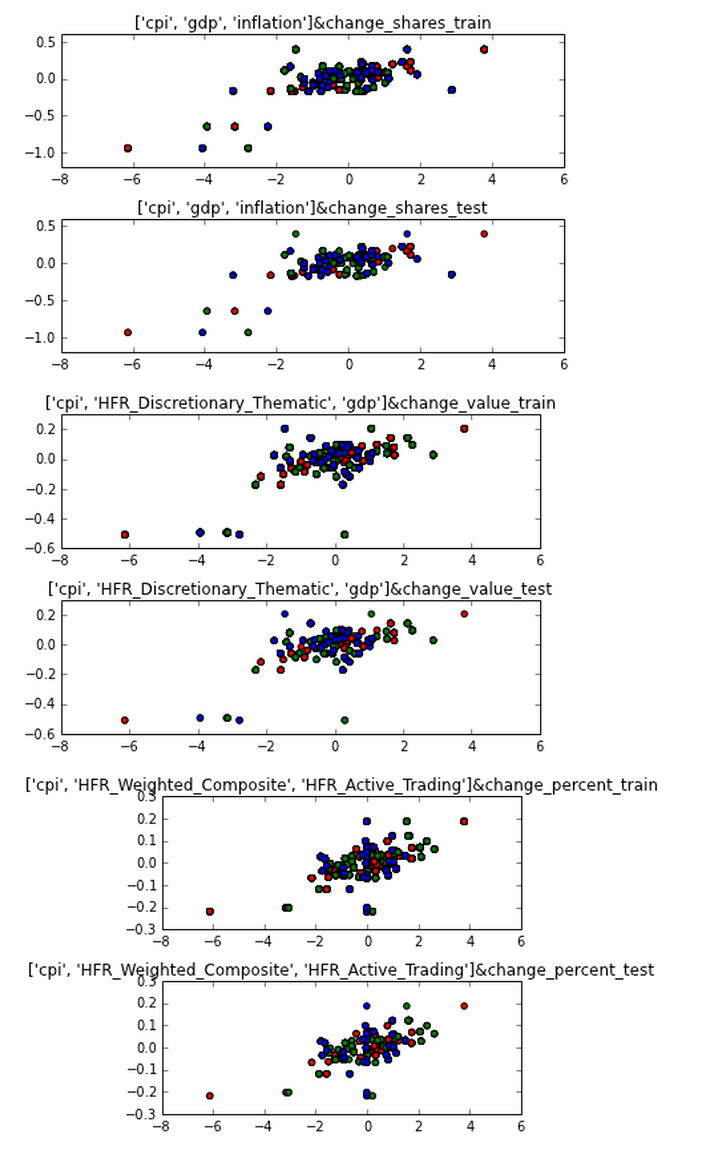 ['cpi', 'gdp', 'inflation']&change_shares_train
0.5
0.0
−0.5
−1.0
−8 −6 −4 −2 0 2 4 6
['cpi', 'gdp', 'inflation']&change_shares_test
0.5
0.0
−0.5
−1.0
−8 −6 −4 −2 0 2 4 6
['cpi', 'HFR_Discretionary_Thematic', 'gdp']&change_value_train
0.2
0.0
−0.2
−0.4
−0.6
−8 −6 −4 −2 0 2 4 6
['cpi', 'HFR_Discretionary_Thematic', 'gdp']&change_value_test
0.2
0.0
−0.2
−0.4
−0.6
−8 −6 −4 −2 0 2 4 6
['cpi', 'HFR_Weighted_Composite', 'HFR_Active_Trading']&change_percent_train
0.3
0.2
0.1
0.0
−0.1
−0.2
−0.3
−8 −6 −4 −2 0 2 4 6
['cpi', 'HFR_Weighted_Composite', 'HFR_Active_Trading']&change_percent_test
0.3
0.2
0.1
0.0
−0.1
−0.2
−0.3
−8 −6 −4 −2 0 2 4 6